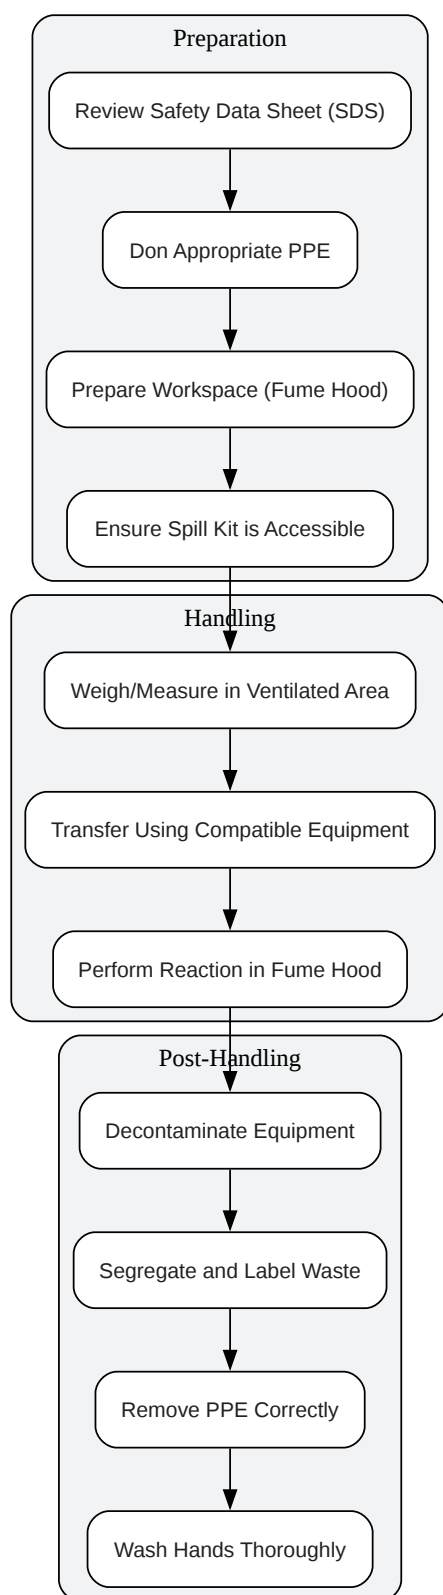 Preparation
Review Safety Data Sheet (SDS)
Don Appropriate PPE
Prepare Workspace (Fume Hood)
Ensure Spill Kit is Accessible
Handling
Weigh/Measure in Ventilated Area
Transfer Using Compatible Equipment
Perform Reaction in Fume Hood
Post-Handling
Decontaminate Equipment
Segregate and Label Waste
Remove PPE Correctly
Wash Hands Thoroughly